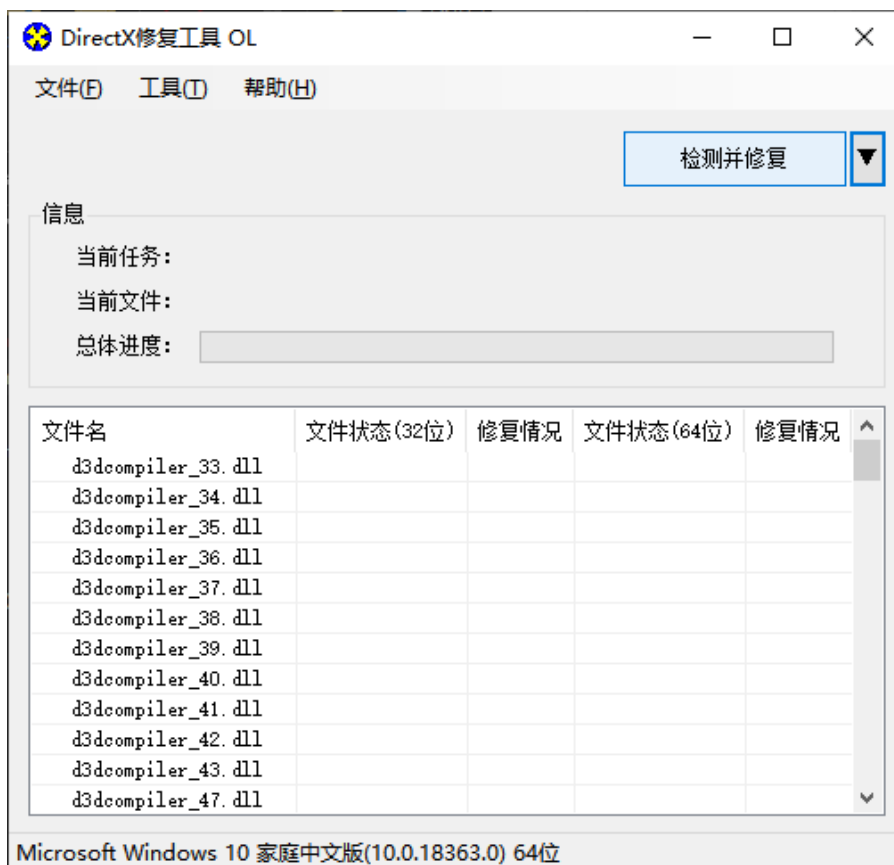 DirectX修复工具 OL
文件(F) 工具(T) 帮助(H)
检测并修复
信息
当前任务：
当前文件：
总体进度：
文件名 文件状态(32位) 修复情况 文件状态(64位) 修复情况
d3dcompiler_33.dll
d3dcompiler_34.dll
d3dcompiler_35.dll
d3dcompiler_36.dll
d3dcompiler_37.dll
d3dcompiler_38.dll
d3dcompiler_39.dll
d3dcompiler_40.dll
d3dcompiler_41.dll
d3dcompiler_42.dll
d3dcompiler_43.dll
d3dcompiler_47.dll
Microsoft Windows 10 家庭中文版(10.0.18363.0) 64位